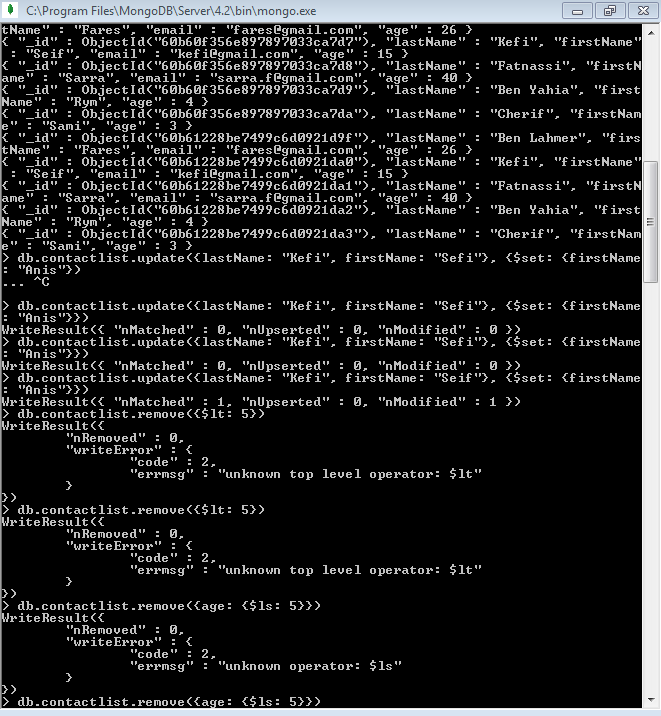 C:\Program Files\MongoDB\Server\4.2\bin\mongo.exe
tName" : "Fares", "email" : "fares@gmail.com", "age" : 26 }
{ "_id" : ObjectId("60b60f356e897897033ca7d7"), "lastName" : "Kefi", "firstName"
 : "Seif", "email" : "kefi@gmail.com", "age" : 15 }
{ "_id" : ObjectId("60b60f356e897897033ca7d8"), "lastName" : "Fatnassi", "firstN
ame" : "Sarra", "email" : "sarra.f@gmail.com", "age" : 40 }
{ "_id" : ObjectId("60b60f356e897897033ca7d9"), "lastName" : "Ben Yahia", "first
Name" : "Rym", "age" : 4 }
{ "_id" : ObjectId("60b60f356e897897033ca7da"), "lastName" : "Cherif", "firstNam
e" : "Sami", "age" : 3 }
{ "_id" : ObjectId("60b61228be7499c6d0921d9f"), "lastName" : "Ben Lahmer", "firs
tName" : "Fares", "email" : "fares@gmail.com", "age" : 26 }
{ "_id" : ObjectId("60b61228be7499c6d0921da0"), "lastName" : "Kefi", "firstName"
 : "Seif", "email" : "kefi@gmail.com", "age" : 15 }
{ "_id" : ObjectId("60b61228be7499c6d0921da1"), "lastName" : "Fatnassi", "firstN
ame" : "Sarra", "email" : "sarra.f@gmail.com", "age" : 40 }
{ "_id" : ObjectId("60b61228be7499c6d0921da2"), "lastName" : "Ben Yahia", "first
Name" : "Rym", "age" : 4 }
{ "_id" : ObjectId("60b61228be7499c6d0921da3"), "lastName" : "Cherif", "firstNam
e" : "Sami", "age" : 3 }
> db.contactlist.update({lastName: "Kefi", firstName: "Sefi"}, {$set: {firstName
: "Anis"})
... ^C
> db.contactlist.update({lastName: "Kefi", firstName: "Sefi"}, {$set: {firstName
: "Anis"}})
WriteResult({ "nMatched" : 0, "nUpserted" : 0, "nModified" : 0 })
> db.contactlist.update({lastName: "Kefi", firstName: "Sefi"}, {$set: {firstName
: "Anis"}})
WriteResult({ "nMatched" : 0, "nUpserted" : 0, "nModified" : 0 })
> db.contactlist.update({lastName: "Kefi", firstName: "Seif"}, {$set: {firstName
: "Anis"}})
WriteResult({ "nMatched" : 1, "nUpserted" : 0, "nModified" : 1 })
> db.contactlist.remove({$lt: 5})
WriteResult({
        "nRemoved" : 0,
        "writeError" : {
                "code" : 2,
                "errmsg" : "unknown top level operator: $lt"
        }
})
> db.contactlist.remove({$lt: 5})
WriteResult({
        "nRemoved" : 0,
        "writeError" : {
                "code" : 2,
                "errmsg" : "unknown top level operator: $lt"
        }
})
> db.contactlist.remove({age: {$ls: 5}})
WriteResult({
        "nRemoved" : 0,
        "writeError" : {
                "code" : 2,
                "errmsg" : "unknown operator: $ls"
        }
})
> db.contactlist.remove({age: {$ls: 5}})